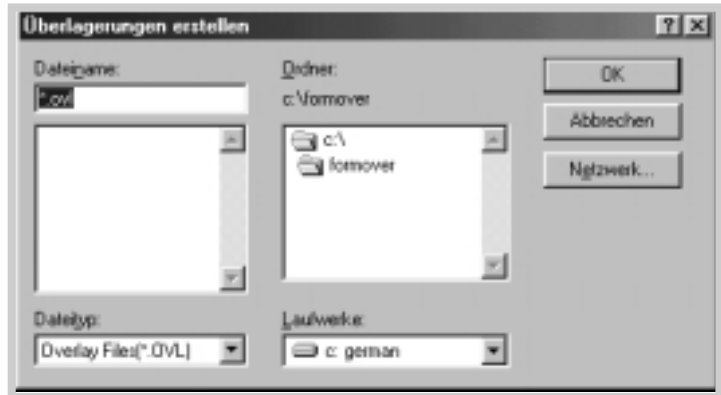 Überlagerungen erstellen
Dateiname:
*.ovl
Ordner:
c:\formover
c:\
formover
OK
Abbrechen
Netzwerk...
Dateityp:
Overlay Files(*.OVL)
Laufwerke:
c: german